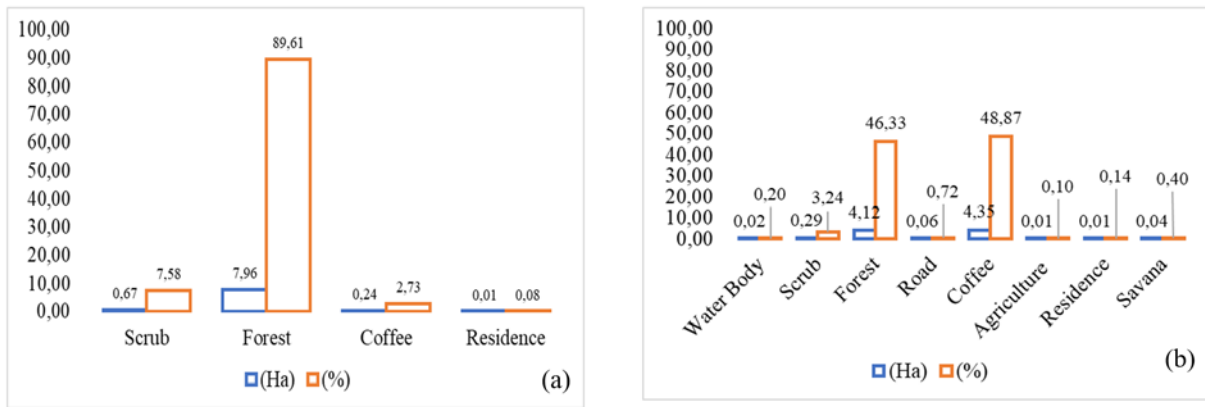 100,00
90,00
80,00
70,00
60,00
50,00
40,00
30,00
20,00
10,00
0,00
0,67
7,58
7,96
89,61
0,24
2,73
0,01
0,08
Scrub
Forest
Coffee
Residence
(Ha) (%)
(a)
100,00
90,00
80,00
70,00
60,00
50,00
40,00
30,00
20,00
10,00
0,00
0,02
0,20
0,29
3,24
4,12
46,33
0,06
0,72
4,35
48,87
0,01
0,10
0,01
0,14
0,04
0,40
Water Body
Scrub
Forest
Road
Coffee
Agriculture
Residence
Savana
(Ha) (%)
(b)